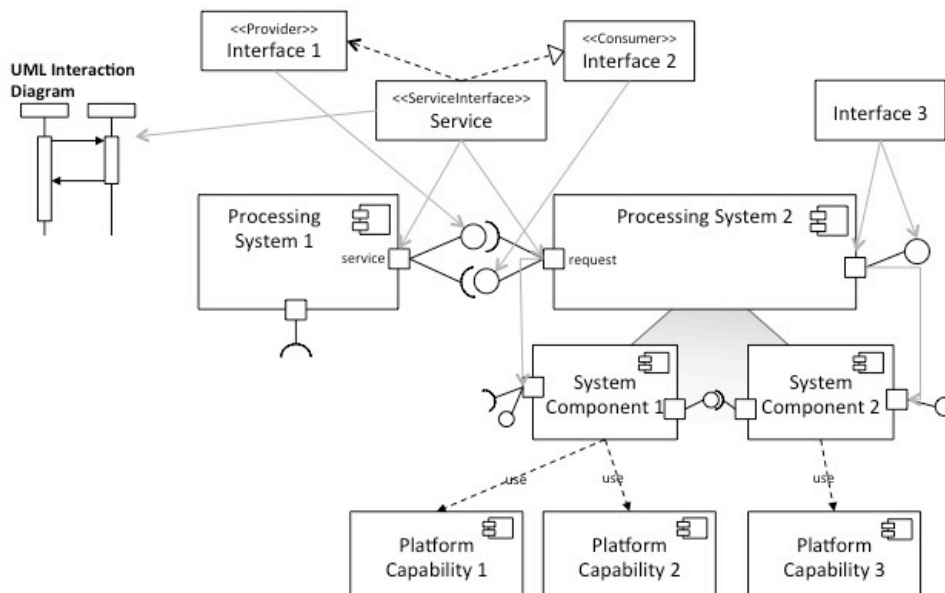 <<Provider>>
Interface 1
<<Consumer>>
Interface 2
UML Interaction
Diagram
<<ServiceInterface>>
Service
Interface 3
Processing
System 1
Processing System 2
service
request
System
Component 1
System
Component 2
use
use
use
Platform
Capability 1
Platform
Capability 2
Platform
Capability 3